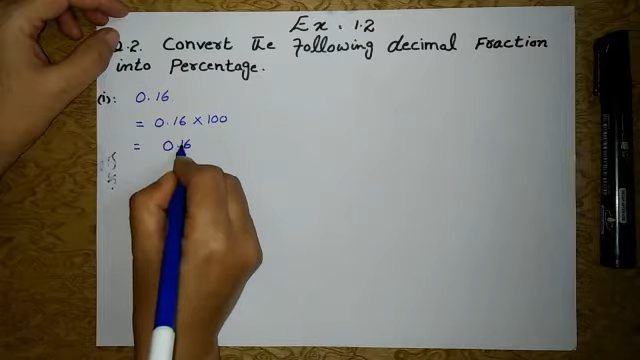 Ex. 1.2
Q.2. Convert the following decimal Fraction
into Percentage.
(i): 0.16
= 0.16 × 100
= 0.16